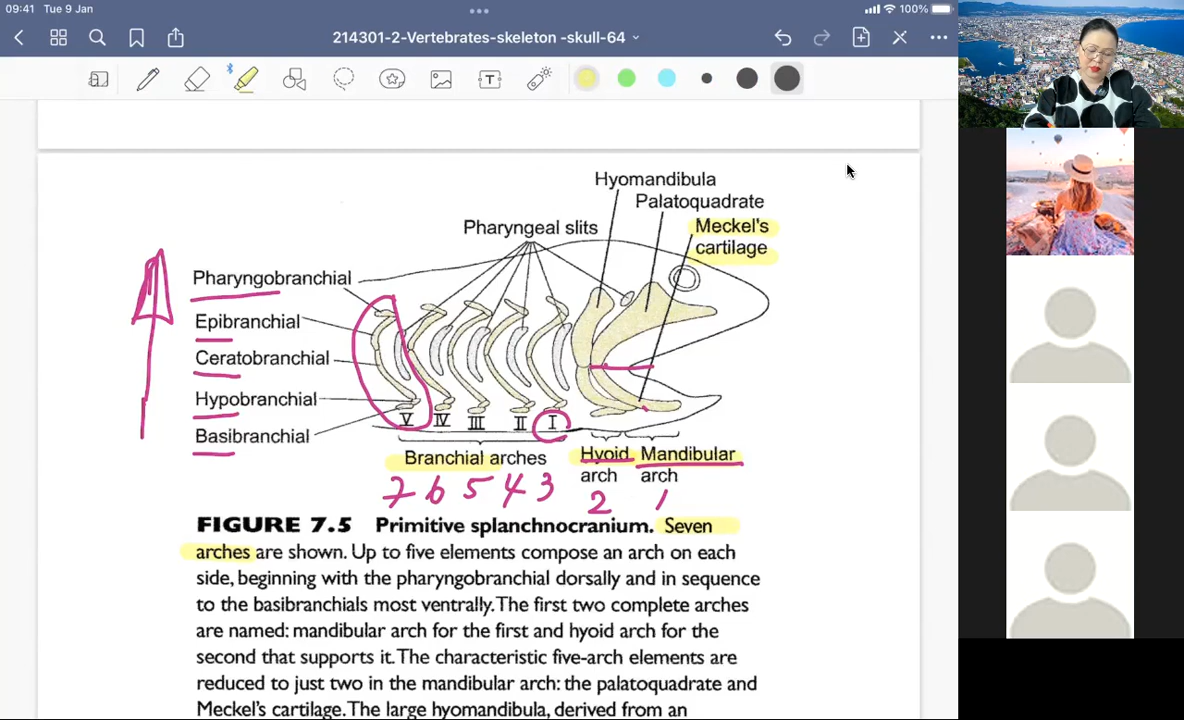 09:41 Tue 9 Jan
100%
214301-2-Vertebrates-skeleton -skull-64
T
Hyomandibula
Palatoquadrate
Pharyngeal slits
Meckel's
cartilage
Pharyngobranchial
Epibranchial
Ceratobranchial
Hypobranchial
Basibranchial
V IV III II I
Branchial arches
Hyoid
arch
Mandibular
arch
7 6 5 4 3 2 1
FIGURE 7.5 Primitive splanchnocranium. Seven
arches are shown. Up to five elements compose an arch on each
side, beginning with the pharyngobranchial dorsally and in sequence
to the basibranchials most ventrally. The first two complete arches
are named: mandibular arch for the first and hyoid arch for the
second that supports it. The characteristic five-arch elements are
reduced to just two in the mandibular arch: the palatoquadrate and
Meckel's cartilage. The large hyomandibula, derived from an